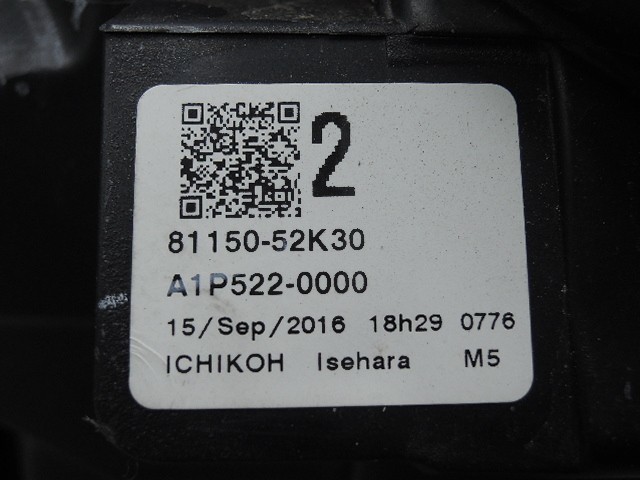 2
81150-52K30
A1P522-0000
15/Sep/2016 18h29 0776
ICHIKOH Isehara M5